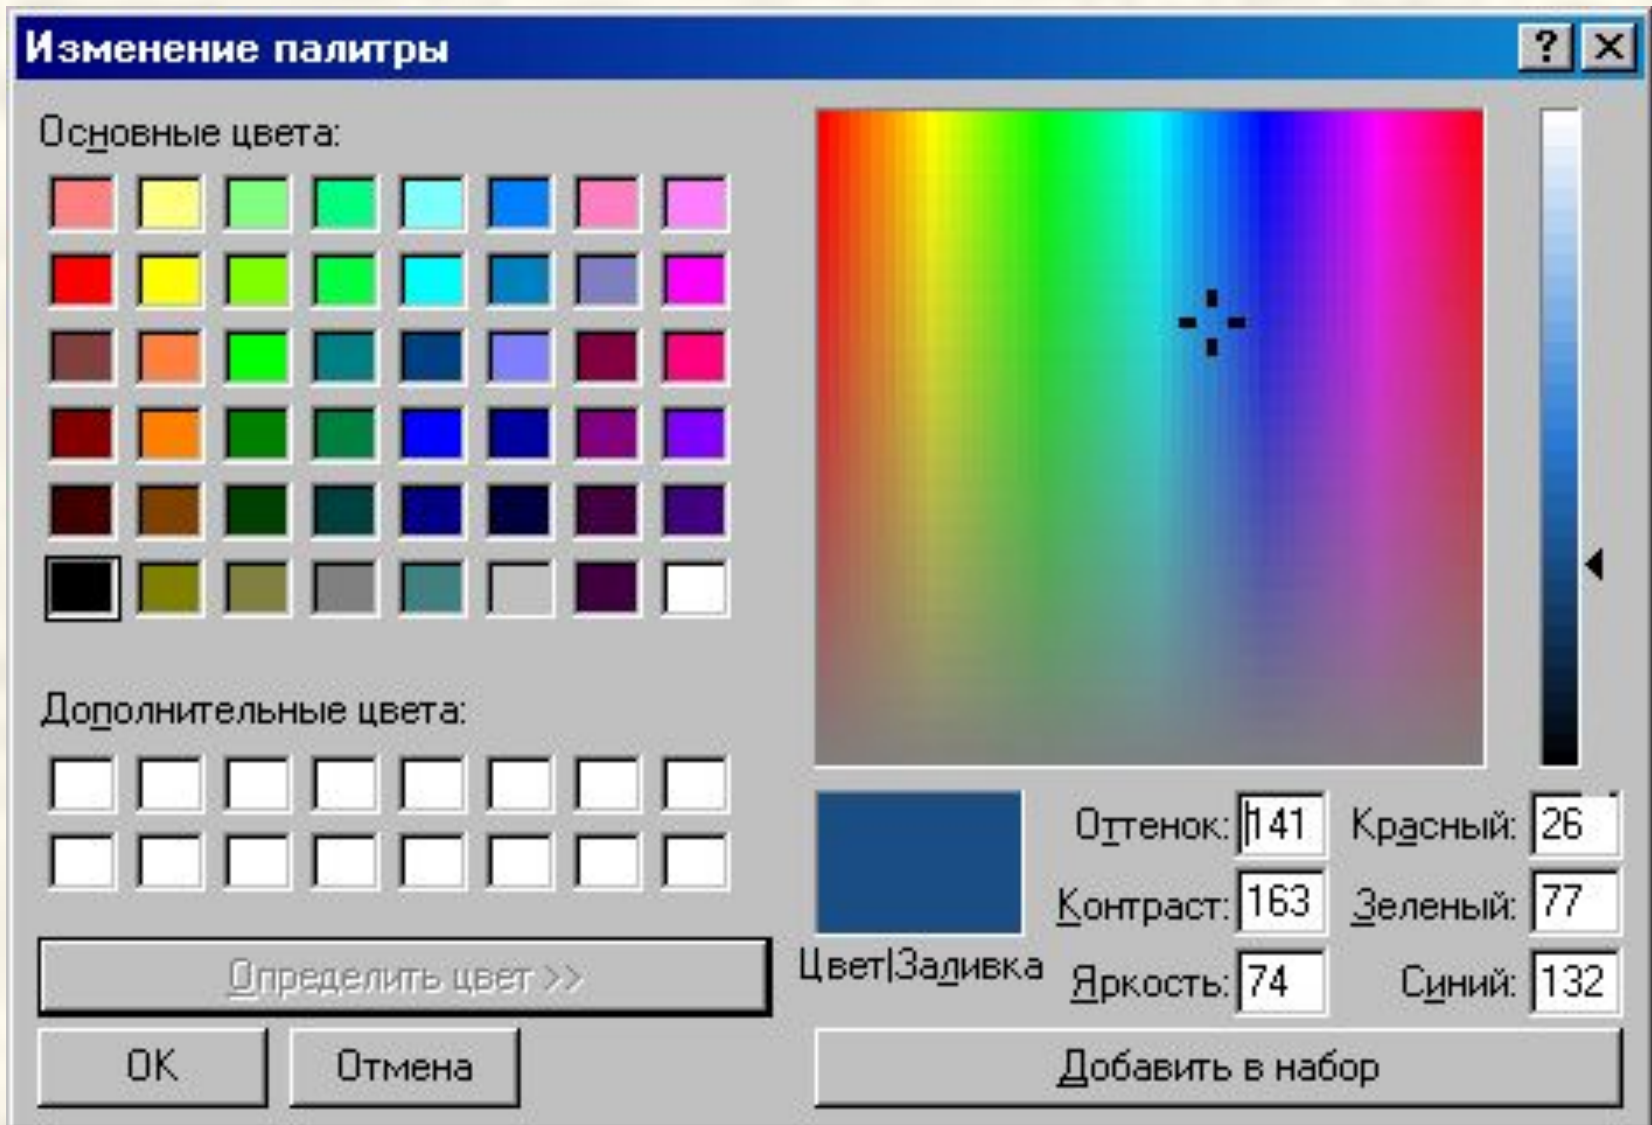 Изменение палитры
Основные цвета:
Дополнительные цвета:
Определить цвет >>
OK
Отмена
Цвет|Заливка
Оттенок: 141
Контраст: 163
Яркость: 74
Красный: 26
Зеленый: 77
Синий: 132
Добавить в набор